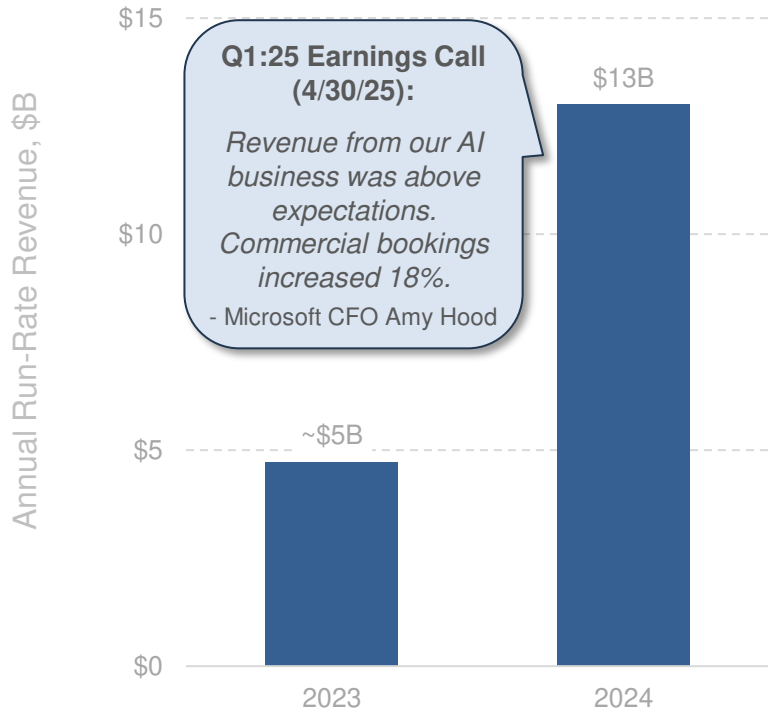 Annual Run-Rate Revenue, $B
$15
$10
$5
$0
Q1:25 Earnings Call
(4/30/25):
Revenue from our AI
business was above
expectations.
Commercial bookings
increased 18%.
- Microsoft CFO Amy Hood
~$5B
$13B
2023
2024